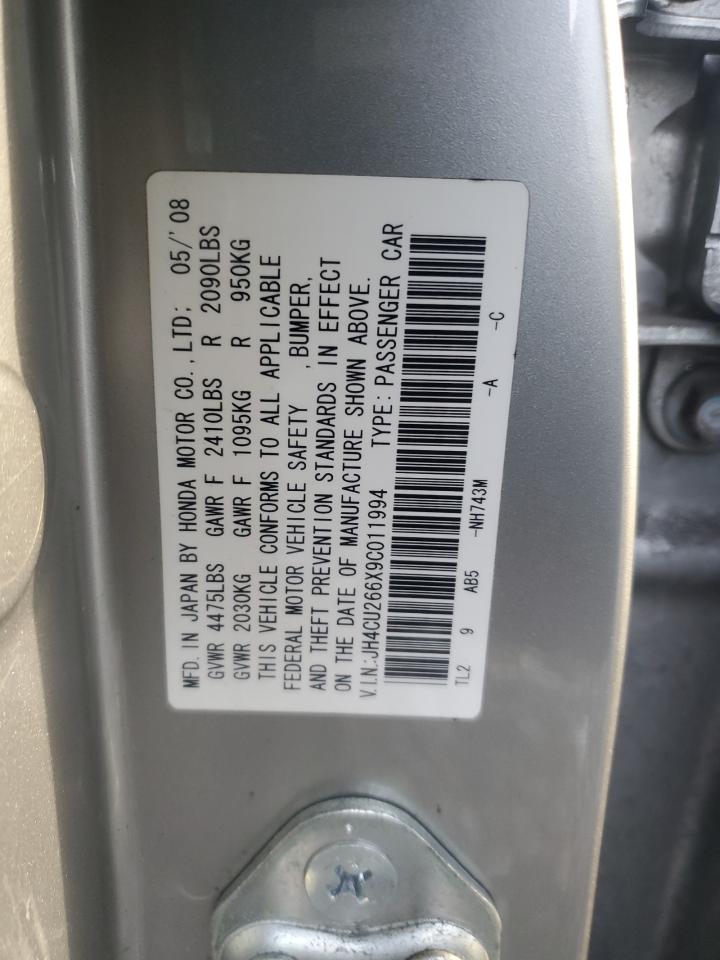 MFD. IN JAPAN BY HONDA MOTOR CO., LTD; 05/'08
GVWR 4475LBS GAWR F 2410LBS R 2090LBS
GVWR 2030KG GAWR F 1095KG R 950KG
THIS VEHICLE CONFORMS TO ALL APPLICABLE
FEDERAL MOTOR VEHICLE SAFETY , BUMPER,
AND THEFT PREVENTION STANDARDS IN EFFECT
ON THE DATE OF MANUFACTURE SHOWN ABOVE.
V.I.N.:JH4CU266X9C011994 TYPE: PASSENGER CAR
TL2 9 AB5 -NH743M -A -C